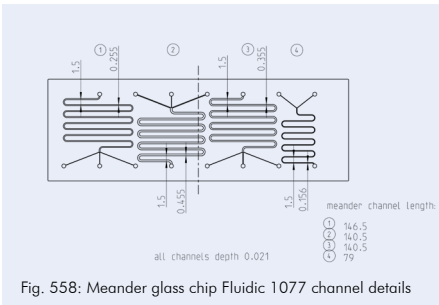 1 2 3 4
1.5 0.255 1.5 0.355
1.5 0.455 1.5 0.156
meander channel length:
1 146.5
2 140.5
3 140.5
4 79
all channels depth 0.021
Fig. 558: Meander glass chip Fluidic 1077 channel details